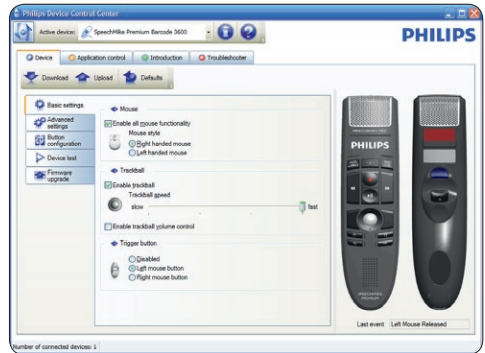 Philips Device Control Center
Active device: SpeechMike Premium Barcode 3600
PHILIPS
Device Application control Introduction Troubleshooter
Download Upload Defaults
Basic settings
Advanced settings
Button configuration
Device test
Firmware upgrade
Mouse
Enable all mouse functionality
Mouse style
Right handed mouse
Left handed mouse
Trackball
Enable trackball
Trackball speed
slow fast
Enable trackball volume control
Trigger button
Disabled
Left mouse button
Right mouse button
PHILIPS
SPEECHMIKE
PREMIUM
Last event Left Mouse Released
Number of connected devices: 1